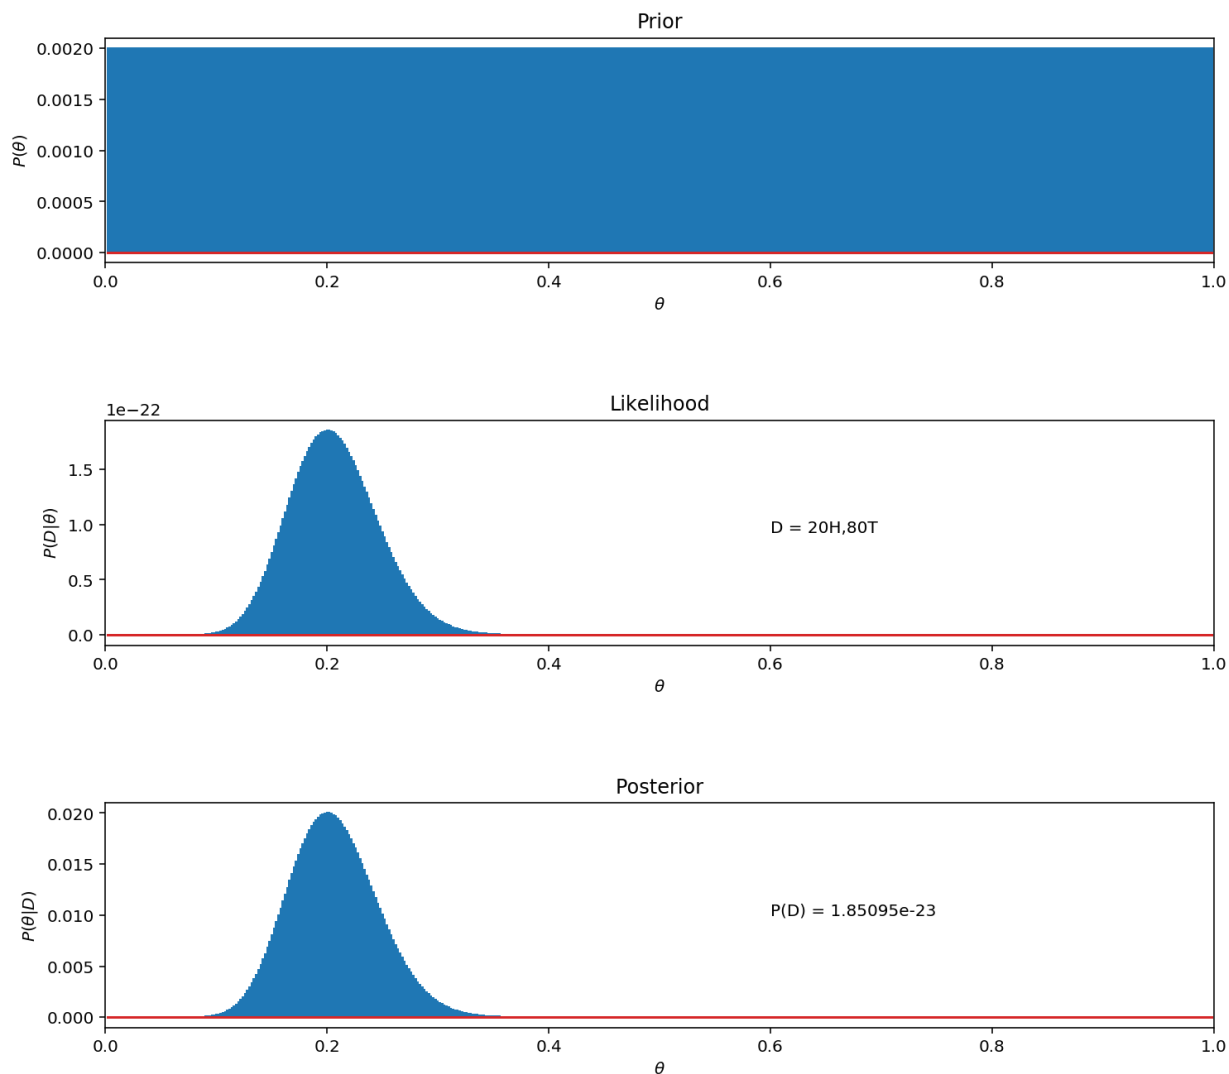 Prior
0.0020
0.0015
0.0010
0.0005
0.0000
P(θ)
0.0 0.2 0.4 0.6 0.8 1.0
θ
Likelihood
1e−22
1.5
1.0
0.5
0.0
P(D|θ)
D = 20H,80T
0.0 0.2 0.4 0.6 0.8 1.0
θ
Posterior
0.020
0.015
0.010
0.005
0.000
P(θ|D)
P(D) = 1.85095e-23
0.0 0.2 0.4 0.6 0.8 1.0
θ